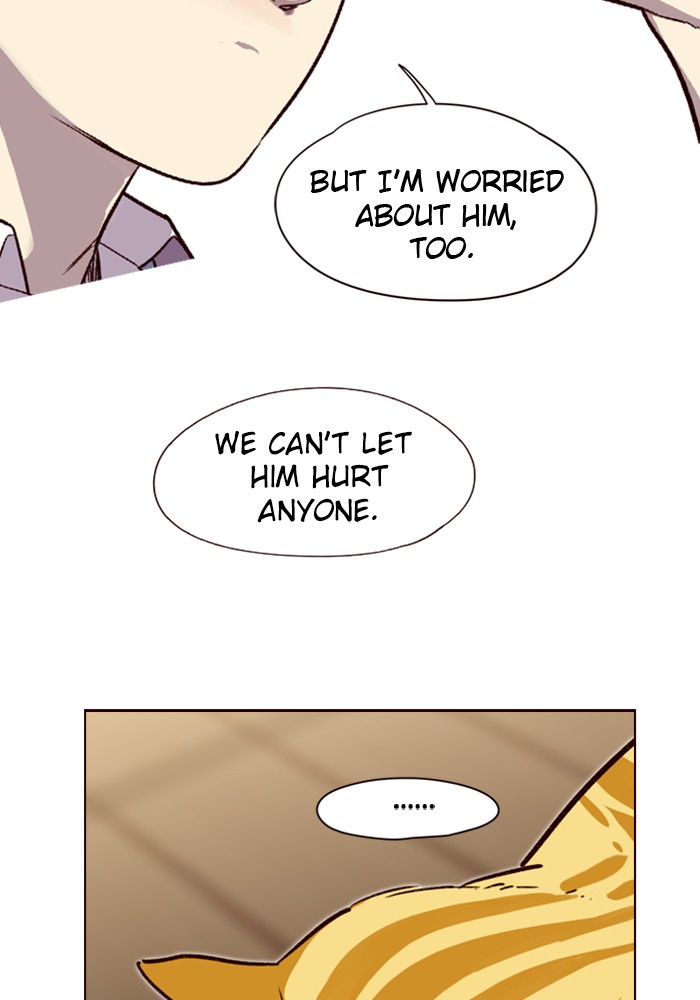 BUT I'M WORRIED
ABOUT HIM,
TOO.
WE CAN'T LET
HIM HURT
ANYONE.
......